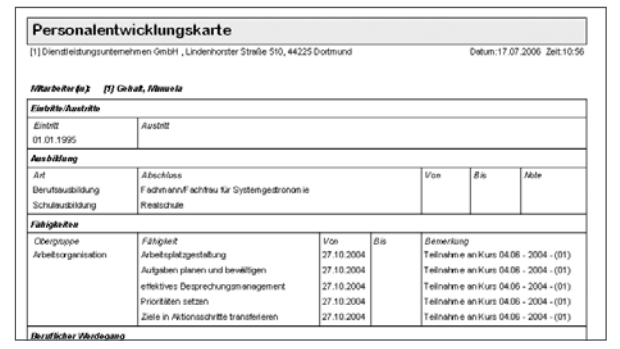 Personalentwicklungskarte
[1] Dienstleistungsunternehmen GmbH , Lindenhorster Straße 510, 44225 Dortmund Datum:17.07.2006 Zeit:10:56
Mitarbeiter(in): [1] Gehalt, Manuela
Eintritte/Austritte
Eintritt Austritt
01.01.1995
Ausbildung
Art Abschluss Von Bis Note
Berufsausbildung Fachmann/Fachfrau für Systemgastronomie
Schulausbildung Realschule
Fähigkeiten
Obergruppe Fähigkeit Von Bis Bemerkung
Arbeitsorganisation Arbeitsplatzgestaltung 27.10.2004 Teilnahme an Kurs 04.06 - 2004 - (01)
Aufgaben planen und bewältigen 27.10.2004 Teilnahme an Kurs 04.06 - 2004 - (01)
effektives Besprechungsmanagement 27.10.2004 Teilnahme an Kurs 04.06 - 2004 - (01)
Prioritäten setzen 27.10.2004 Teilnahme an Kurs 04.06 - 2004 - (01)
Ziele in Aktionsschritte transferieren 27.10.2004 Teilnahme an Kurs 04.06 - 2004 - (01)
Beruflicher Werdegang